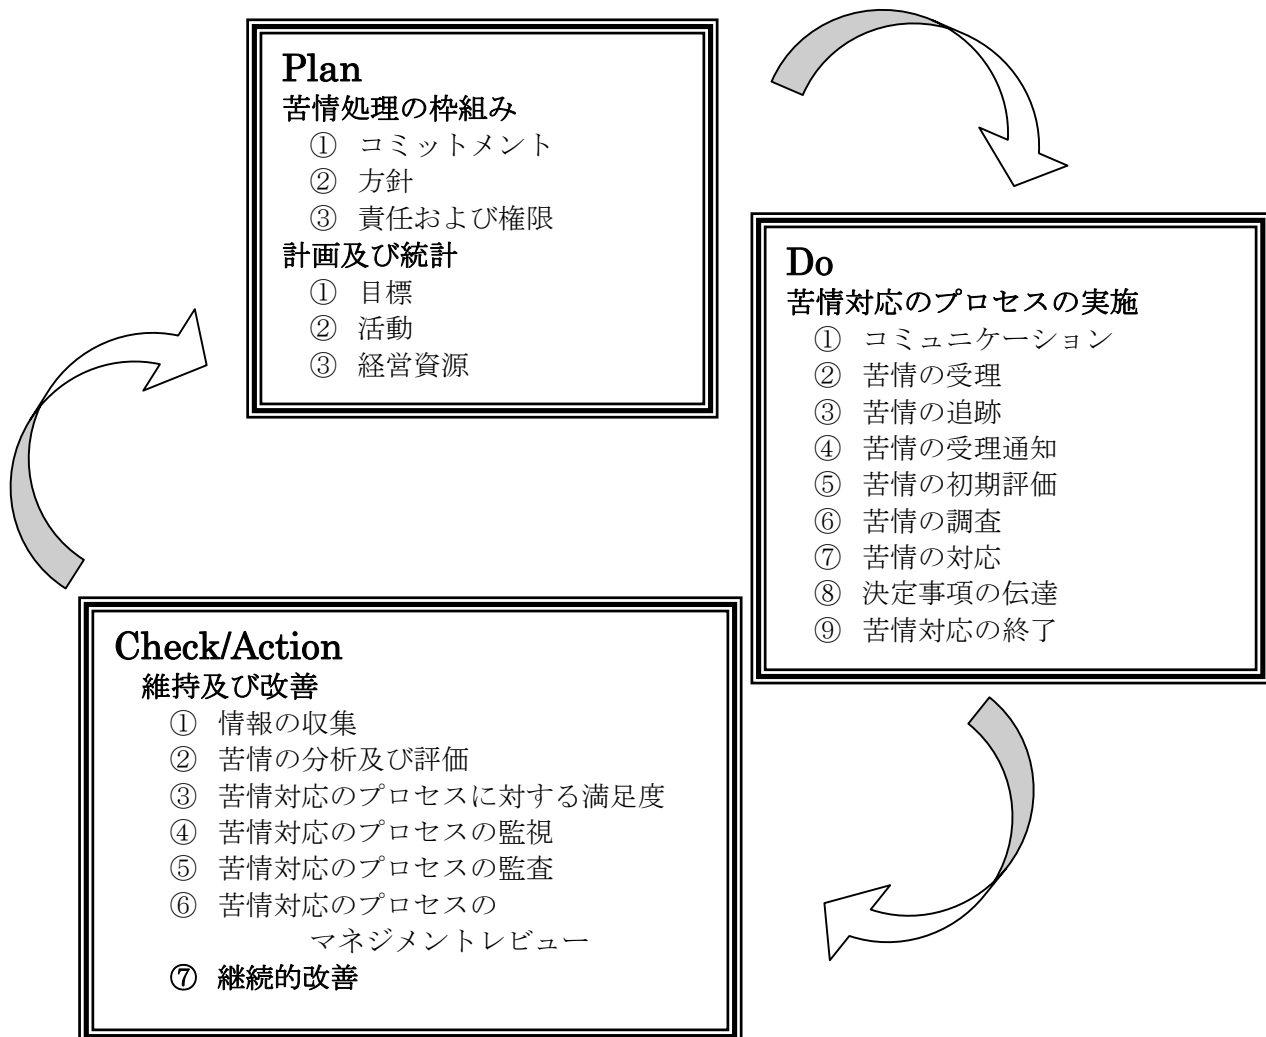 Plan
苦情処理の枠組み
① コミットメント
② 方針
③ 責任および権限
計画及び統計
① 目標
② 活動
③ 経営資源
Do
苦情対応のプロセスの実施
① コミュニケーション
② 苦情の受理
③ 苦情の追跡
④ 苦情の受理通知
⑤ 苦情の初期評価
⑥ 苦情の調査
⑦ 苦情の対応
⑧ 決定事項の伝達
⑨ 苦情対応の終了
Check/Action
維持及び改善
① 情報の収集
② 苦情の分析及び評価
③ 苦情対応のプロセスに対する満足度
④ 苦情対応のプロセスの監視
⑤ 苦情対応のプロセスの監査
⑥ 苦情対応のプロセスの
マネジメントレビュー
⑦ 継続的改善